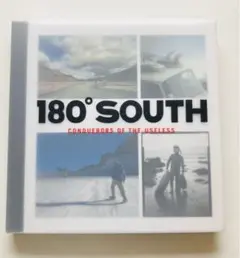 180° SOUTH
CONQUERORS OF THE USELESS